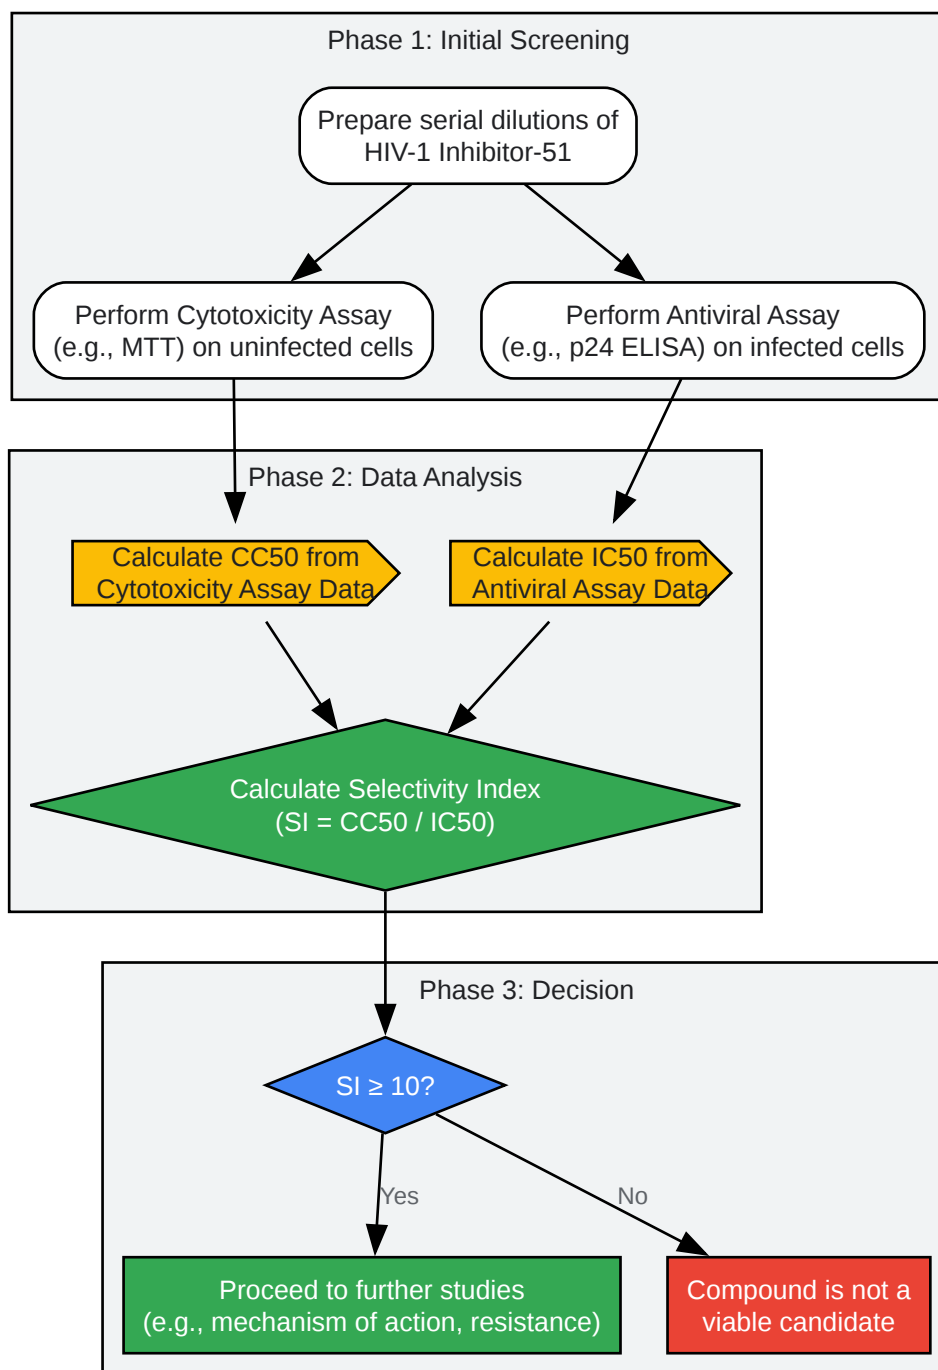 Phase 1: Initial Screening
Prepare serial dilutions of
HIV-1 Inhibitor-51
Perform Cytotoxicity Assay
(e.g., MTT) on uninfected cells
Perform Antiviral Assay
(e.g., p24 ELISA) on infected cells
Phase 2: Data Analysis
Calculate CC50 from
Cytotoxicity Assay Data
Calculate IC50 from
Antiviral Assay Data
Calculate Selectivity Index
(SI = CC50 / IC50)
Phase 3: Decision
SI ≥ 10?
Yes
No
Proceed to further studies
(e.g., mechanism of action, resistance)
Compound is not a
viable candidate